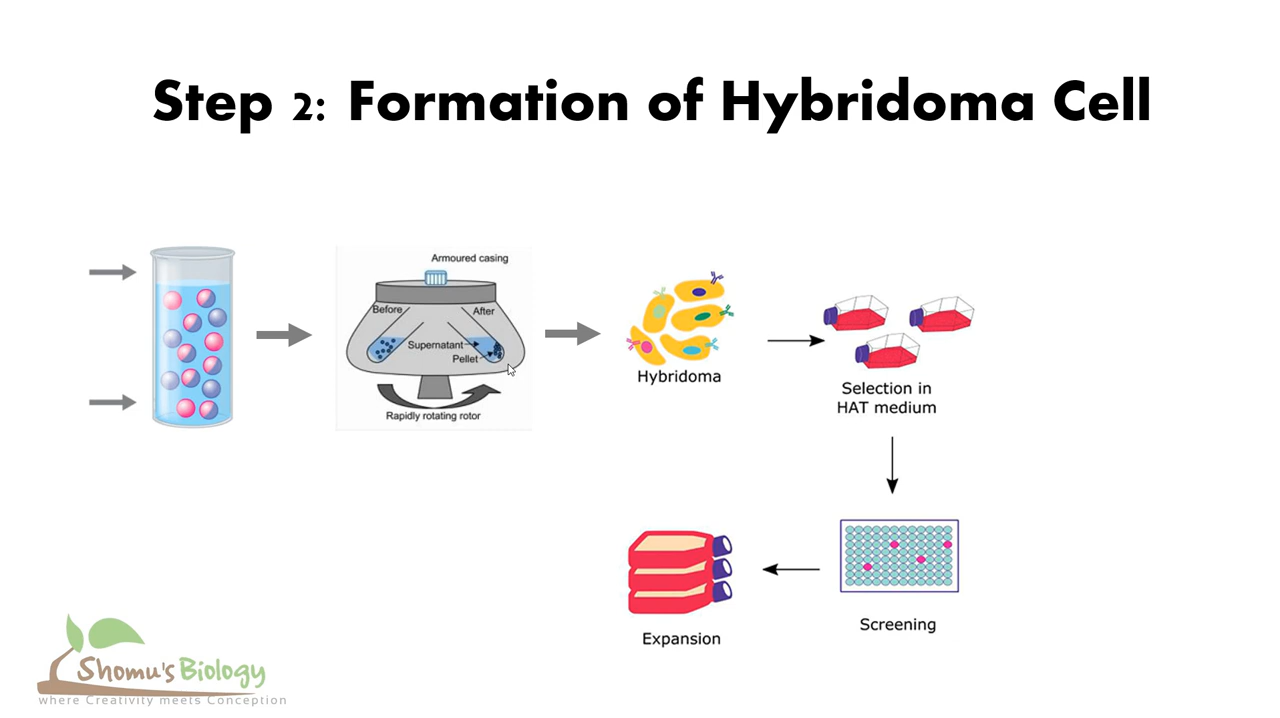 Step 2: Formation of Hybridoma Cell
Armoured casing
Before
After
Supernatant
Pellet
Rapidly rotating rotor
Hybridoma
Selection in
HAT medium
Screening
Expansion
Shomu's Biology
where Creativity meets Conception